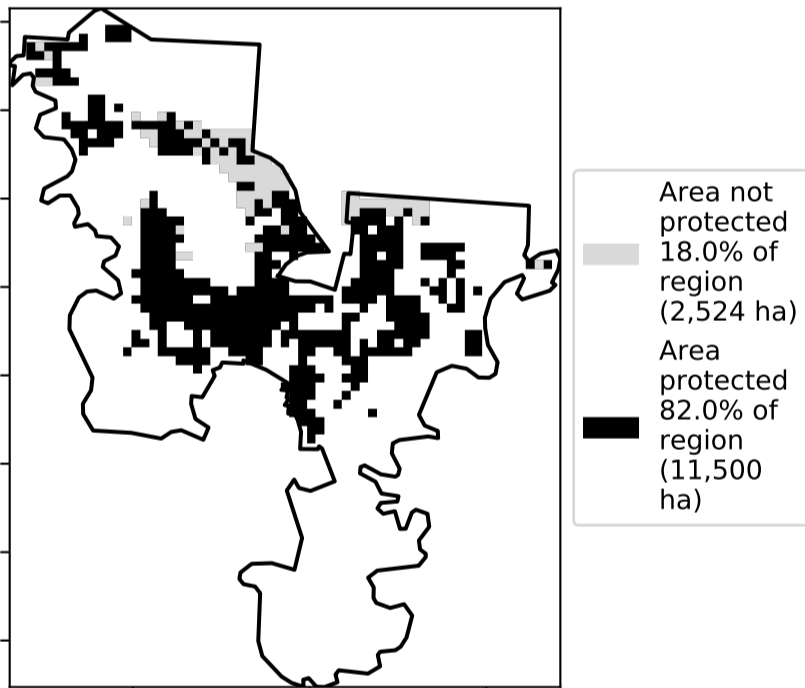 Area not
protected
18.0% of
region
(2,524 ha)
Area
protected
82.0% of
region
(11,500
ha)